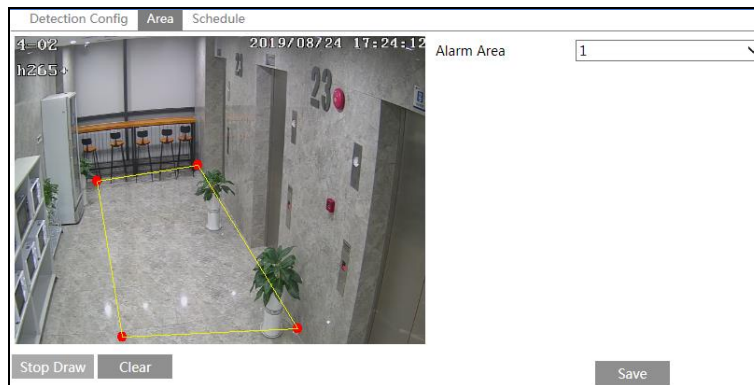 Detection Config Area Schedule
4-02 2019/08/24 17:24:12
h265+
Alarm Area 1
23
23
Stop Draw Clear
Save